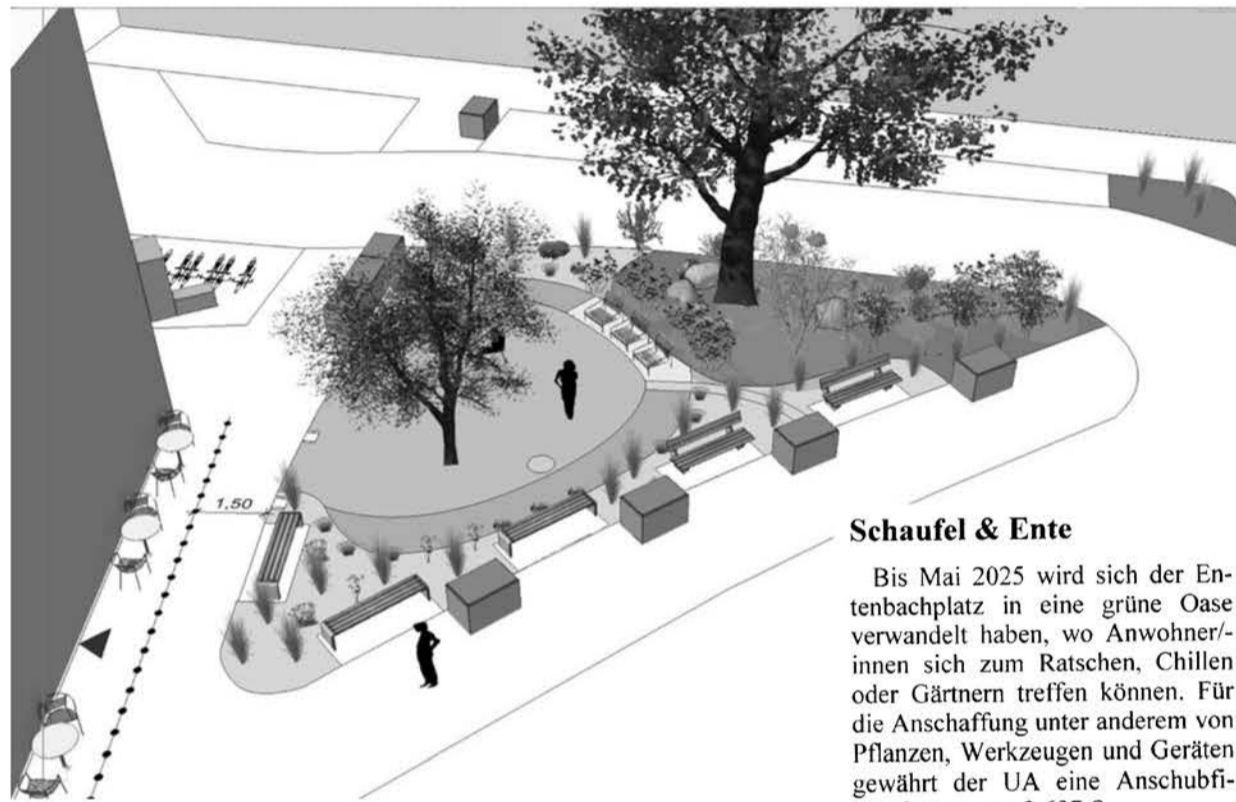 1,50
Schaufel & Ente
Bis Mai 2025 wird sich der En-
tenbachplatz in eine grüne Oase
verwandelt haben, wo Anwohner/-
innen sich zum Ratschen, Chillen
oder Gärtnern treffen können. Für
die Anschaffung unter anderem von
Pflanzen, Werkzeugen und Geräten
gewährt der UA eine Anschubfi-